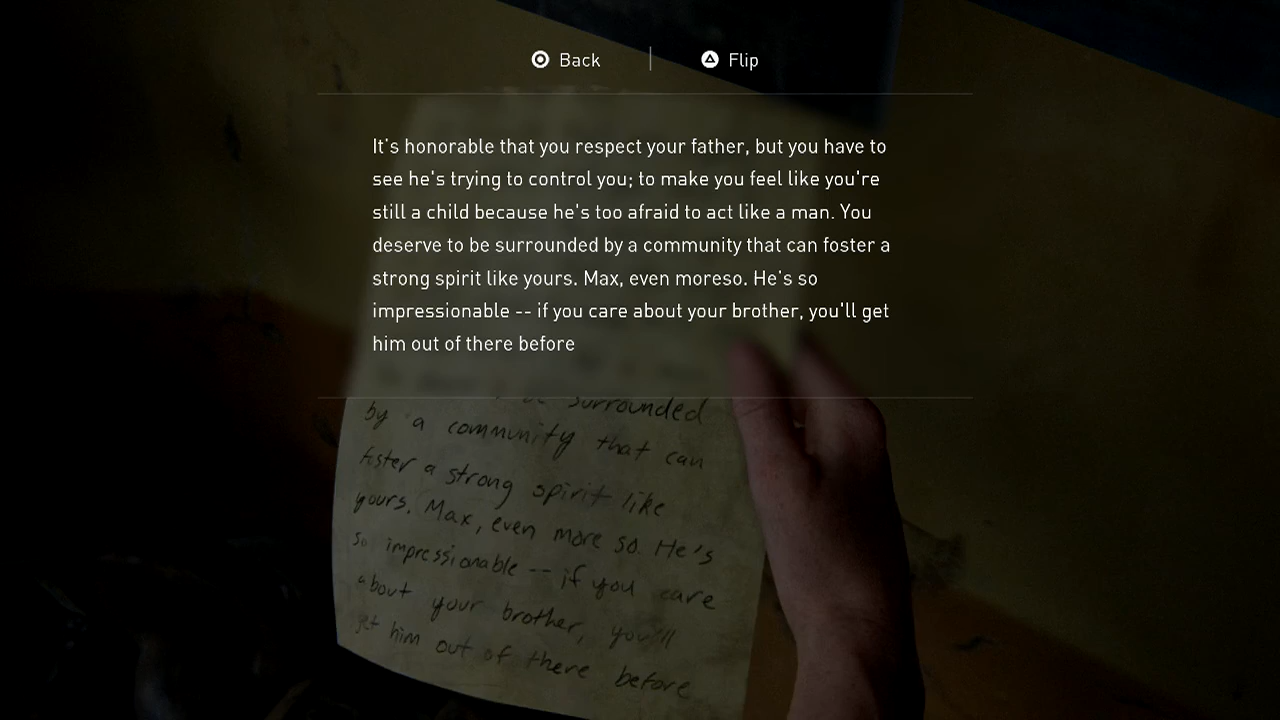 Back
Flip
It's honorable that you respect your father, but you have to
see he's trying to control you; to make you feel like you're
still a child because he's too afraid to act like a man. You
deserve to be surrounded by a community that can foster a
strong spirit like yours. Max, even moreso. He's so
impressionable -- if you care about your brother, you'll get
him out of there before
be surrounded
by a community that can
foster a strong spirit like
yours. Max, even more so. He's
so impressionable -- if you care
about your brother, you'll
get him out of there before